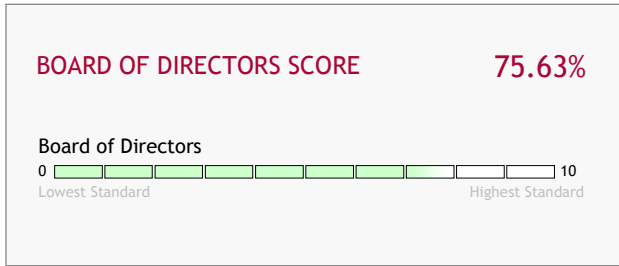 BOARD OF DIRECTORS SCORE 75.63%
Board of Directors
0 10
Lowest Standard Highest Standard